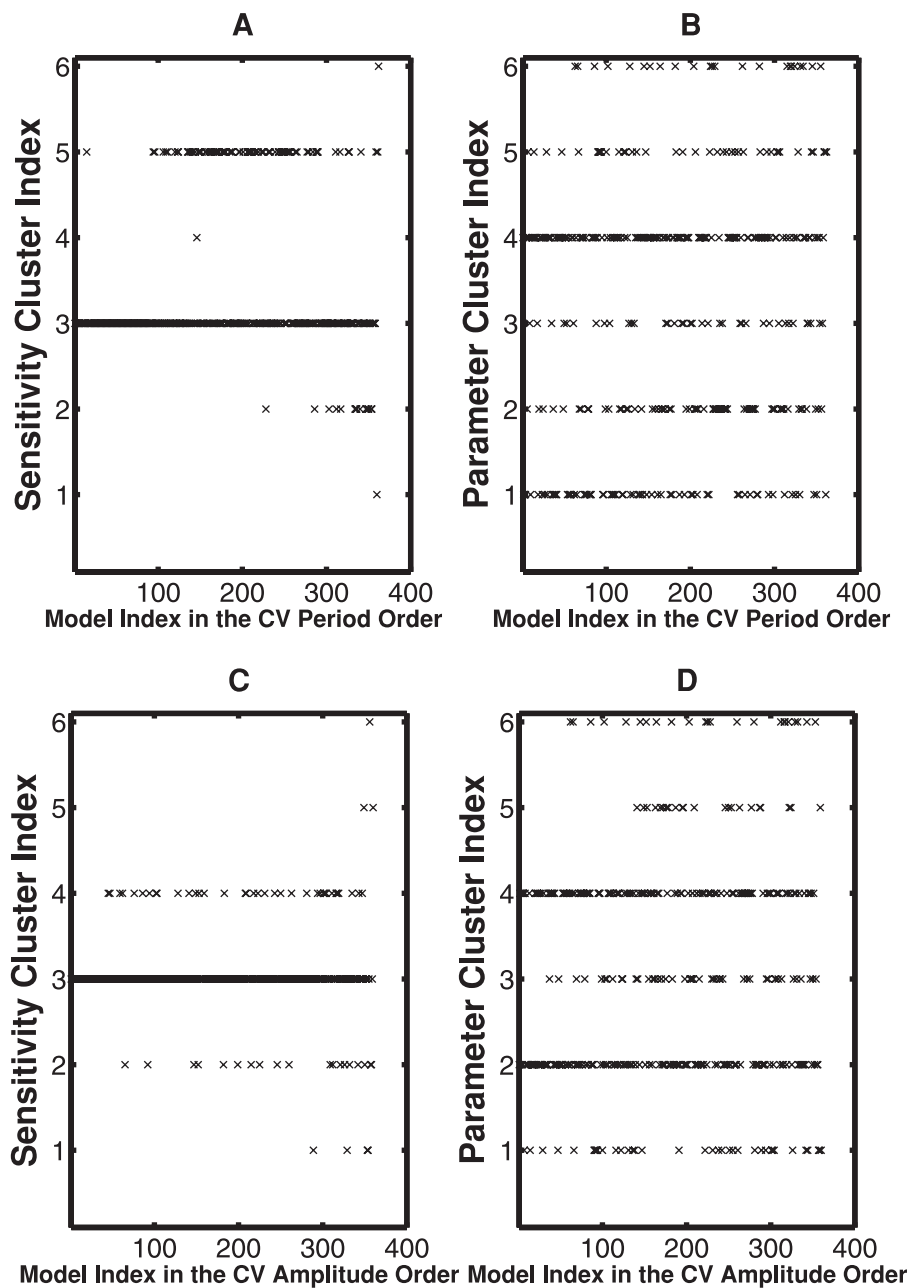 A
B
Sensitivity Cluster Index
6
5
4
3
2
1
100 200 300 400
Model Index in the CV Period Order
Parameter Cluster Index
6
5
4
3
2
1
100 200 300 400
Model Index in the CV Period Order
C
D
Sensitivity Cluster Index
6
5
4
3
2
1
100 200 300 400
Model Index in the CV Amplitude Order
Parameter Cluster Index
6
5
4
3
2
1
100 200 300 400
Model Index in the CV Amplitude Order